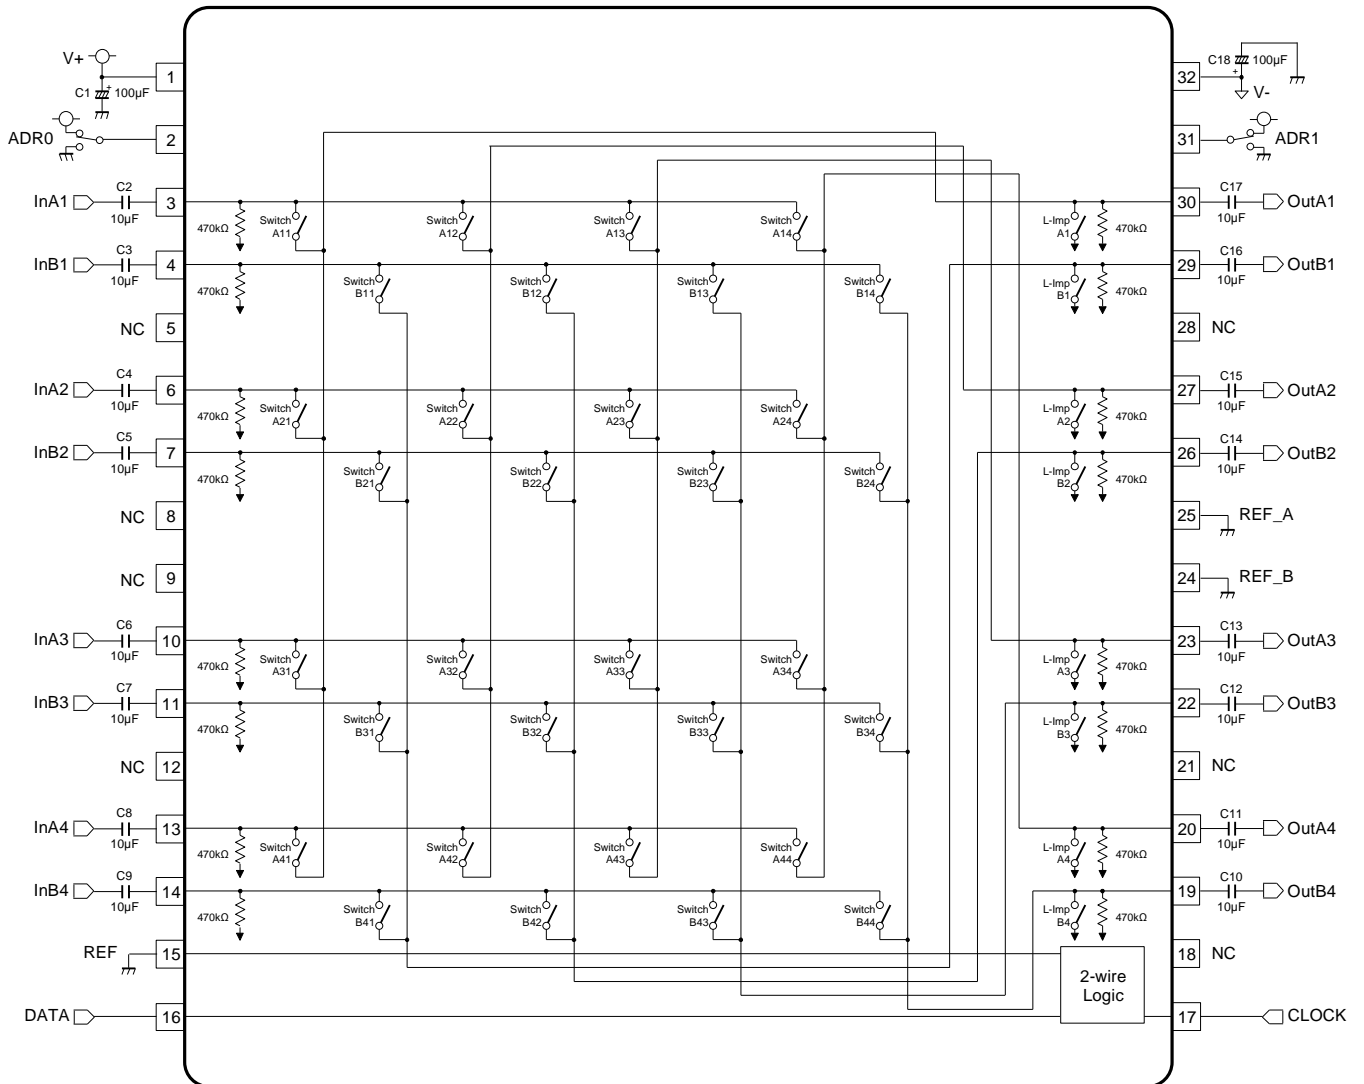 V+
C1
+
100µF
1
32
C18
100µF
+
V-
ADR0
2
31
ADR1
InA1
C2
10µF
3
470kΩ
Switch
A11
Switch
A12
Switch
A13
Switch
A14
L-Imp
A1
470kΩ
30
C17
10µF
OutA1
InB1
C3
10µF
4
470kΩ
Switch
B11
Switch
B12
Switch
B13
Switch
B14
L-Imp
B1
470kΩ
29
C16
10µF
OutB1
NC
5
28
NC
InA2
C4
10µF
6
470kΩ
Switch
A21
Switch
A22
Switch
A23
Switch
A24
L-Imp
A2
470kΩ
27
C15
10µF
OutA2
InB2
C5
10µF
7
470kΩ
Switch
B21
Switch
B22
Switch
B23
Switch
B24
L-Imp
B2
470kΩ
26
C14
10µF
OutB2
NC
8
25
REF_A
NC
9
24
REF_B
InA3
C6
10µF
10
470kΩ
Switch
A31
Switch
A32
Switch
A33
Switch
A34
L-Imp
A3
470kΩ
23
C13
10µF
OutA3
InB3
C7
10µF
11
470kΩ
Switch
B31
Switch
B32
Switch
B33
Switch
B34
L-Imp
B3
470kΩ
22
C12
10µF
OutB3
NC
12
21
NC
InA4
C8
10µF
13
470kΩ
Switch
A41
Switch
A42
Switch
A43
Switch
A44
L-Imp
A4
470kΩ
20
C11
10µF
OutA4
InB4
C9
10µF
14
470kΩ
Switch
B41
Switch
B42
Switch
B43
Switch
B44
L-Imp
B4
470kΩ
19
C10
10µF
OutB4
REF
15
18
NC
2-wire
Logic
DATA
16
17
CLOCK